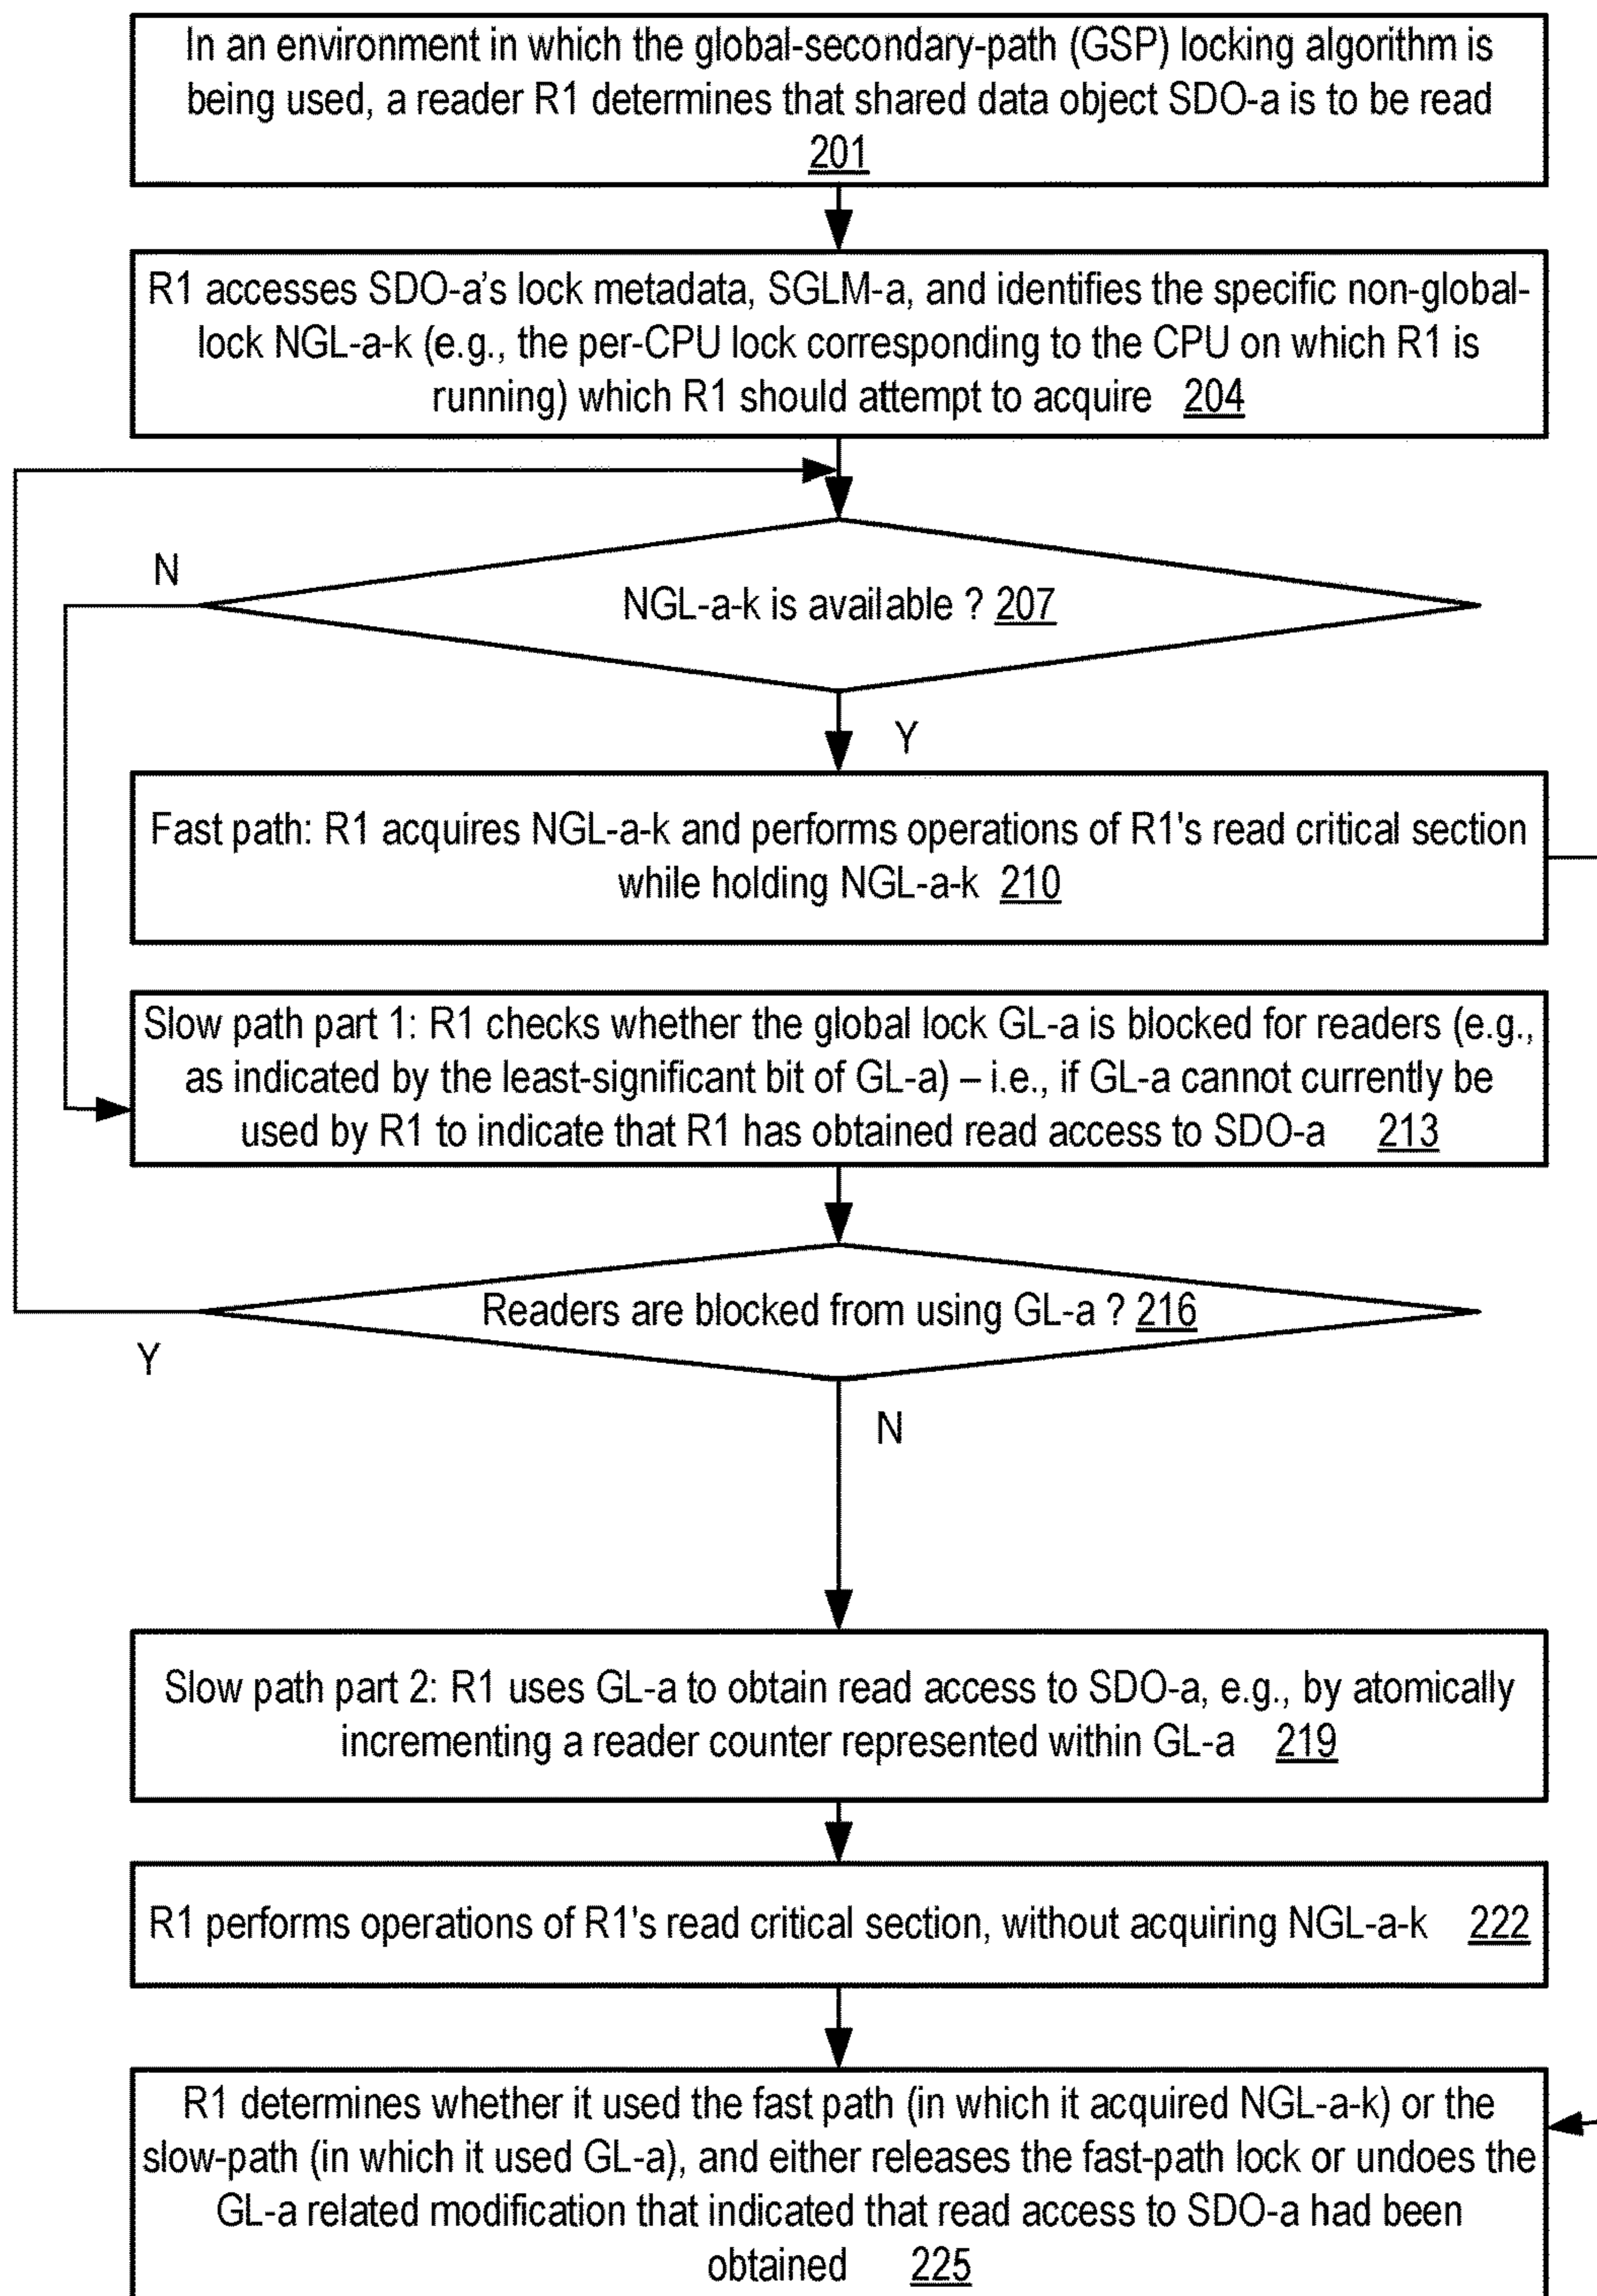 In an environment in which the global-secondary-path (GSP) locking algorithm is
being used, a reader R1 determines that shared data object SDO-a is to be read
201
R1 accesses SDO-a's lock metadata, SGLM-a, and identifies the specific non-global-
lock NGL-a-k (e.g., the per-CPU lock corresponding to the CPU on which R1 is
running) which R1 should attempt to acquire 204
N
NGL-a-k is available ? 207
Y
Fast path: R1 acquires NGL-a-k and performs operations of R1's read critical section
while holding NGL-a-k 210
Slow path part 1: R1 checks whether the global lock GL-a is blocked for readers (e.g.,
as indicated by the least-significant bit of GL-a) – i.e., if GL-a cannot currently be
used by R1 to indicate that R1 has obtained read access to SDO-a 213
Readers are blocked from using GL-a ? 216
Y
N
Slow path part 2: R1 uses GL-a to obtain read access to SDO-a, e.g., by atomically
incrementing a reader counter represented within GL-a 219
R1 performs operations of R1's read critical section, without acquiring NGL-a-k 222
R1 determines whether it used the fast path (in which it acquired NGL-a-k) or the
slow-path (in which it used GL-a), and either releases the fast-path lock or undoes the
GL-a related modification that indicated that read access to SDO-a had been
obtained 225